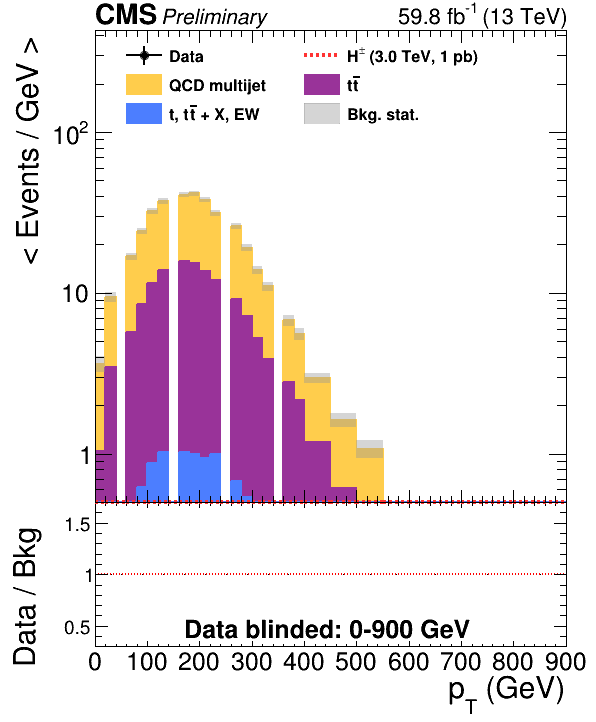 CMS Preliminary 59.8 fb⁻¹ (13 TeV)
Data
H± (3.0 TeV, 1 pb)
QCD multijet
tt̄
t, tt̄ + X, EW
Bkg. stat.
< Events / GeV >
10²
10
1
Data / Bkg
1.5
1
0.5
Data blinded: 0-900 GeV
0 100 200 300 400 500 600 700 800 900
p_T (GeV)